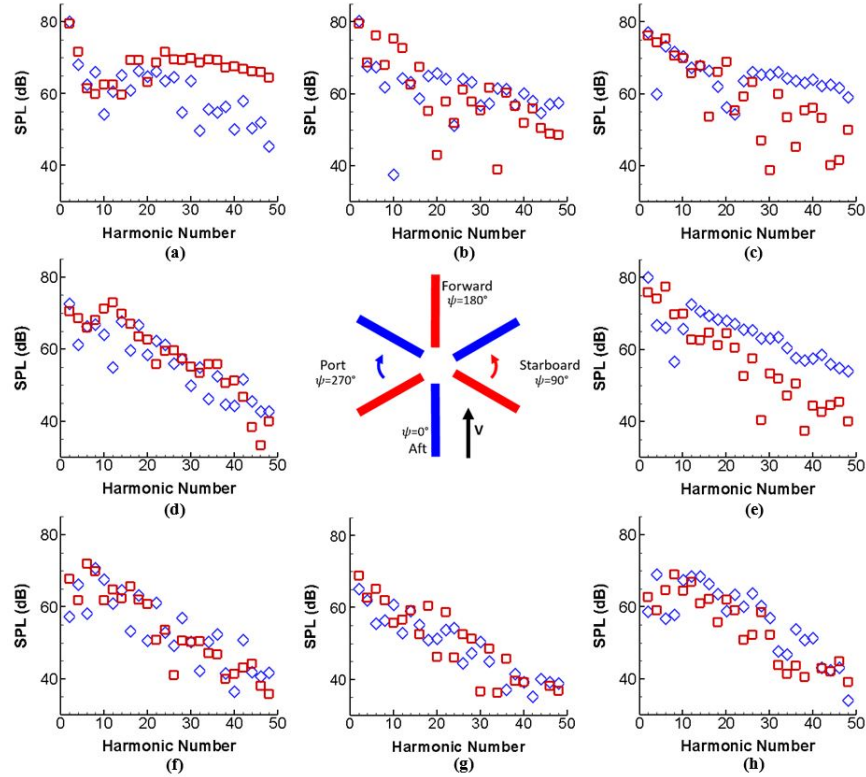 80
60
40
SPL (dB)
0 10 20 30 40 50
Harmonic Number
(a)
80
60
40
SPL (dB)
0 10 20 30 40 50
Harmonic Number
(b)
80
60
40
SPL (dB)
0 10 20 30 40 50
Harmonic Number
(c)
80
60
40
SPL (dB)
0 10 20 30 40 50
Harmonic Number
(d)
Forward
ψ=180°
Port
ψ=270°
Starboard
ψ=90°
ψ=0°
Aft
V
80
60
40
SPL (dB)
0 10 20 30 40 50
Harmonic Number
(e)
80
60
40
SPL (dB)
0 10 20 30 40 50
Harmonic Number
(f)
80
60
40
SPL (dB)
0 10 20 30 40 50
Harmonic Number
(g)
80
60
40
SPL (dB)
0 10 20 30 40 50
Harmonic Number
(h)